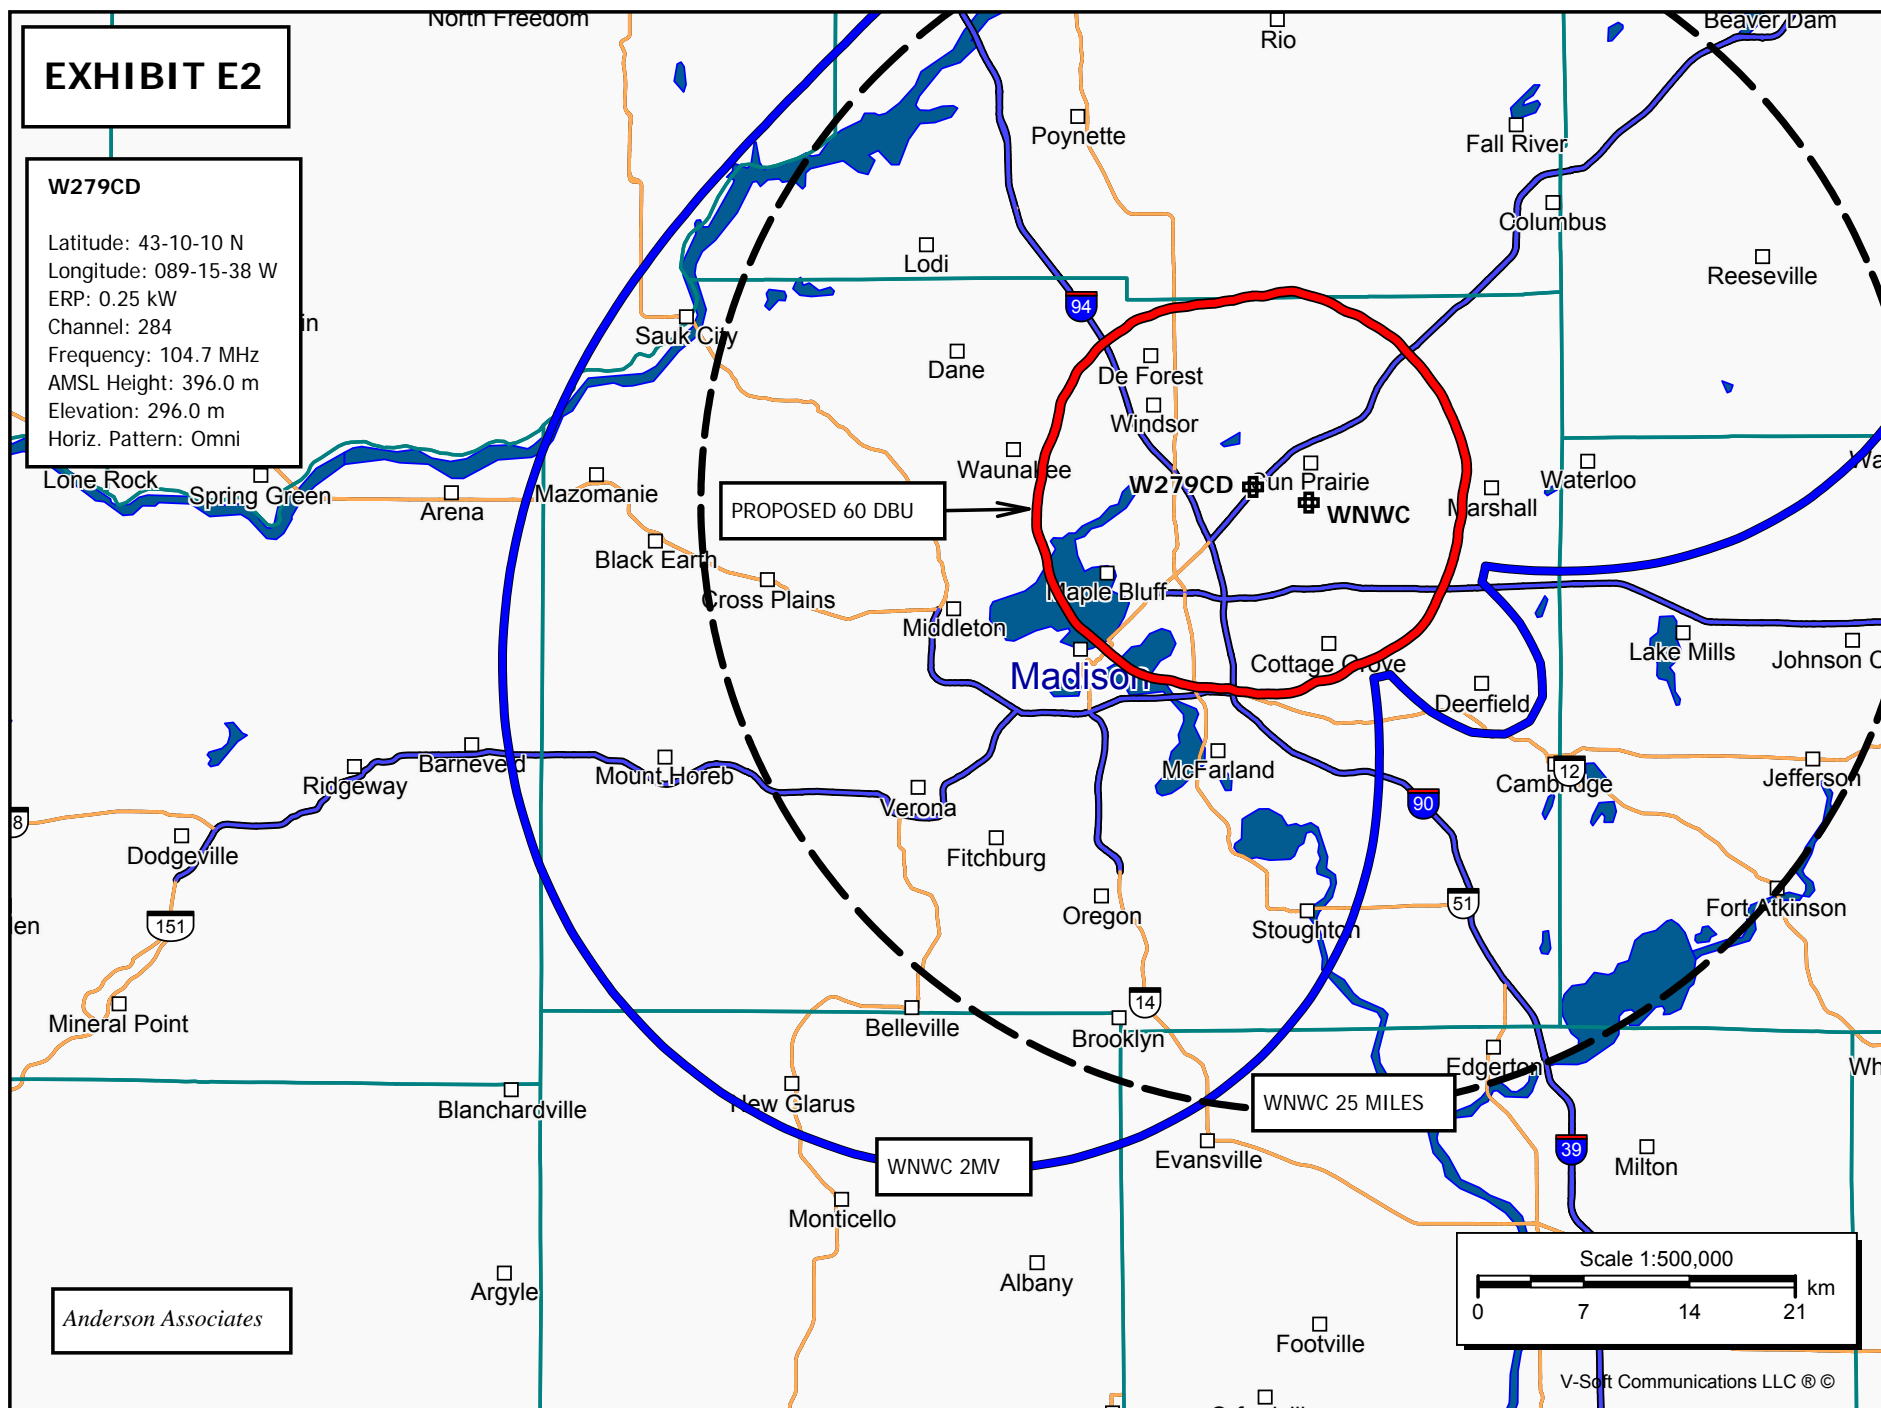 North Freedom
Beaver Dam
Rio
EXHIBIT E2
Poynette
Fall River
W279CD
Latitude: 43-10-10 N
Longitude: 089-15-38 W
ERP: 0.25 kW
Channel: 284
Frequency: 104.7 MHz
AMSL Height: 396.0 m
Elevation: 296.0 m
Horiz. Pattern: Omni
in
Columbus
Lodi
Reeseville
94
Sauk City
Dane
De Forest
Windsor
Waunakee
Wa
Lone Rock
Spring Green
Arena
Mazomanie
W279CD
Sun Prairie
WNWC
Marshall
Waterloo
PROPOSED 60 DBU
Black Earth
Cross Plains
Maple Bluff
Middleton
Madison
Cottage Grove
Lake Mills
Johnson C
Deerfield
Barneveld
Ridgeway
Mount Horeb
McFarland
12
Cambridge
Jefferson
8
Verona
90
Dodgeville
Fitchburg
51
Oregon
Fort Atkinson
151
len
Stoughton
14
Mineral Point
Belleville
Brooklyn
Edgerton
Wh
Blanchardville
New Glarus
WNWC 25 MILES
WNWC 2MV
Evansville
39
Milton
Monticello
Argyle
Albany
Scale 1:500,000
km
0 7 14 21
Anderson Associates
Footville
V-Soft Communications LLC ® ©